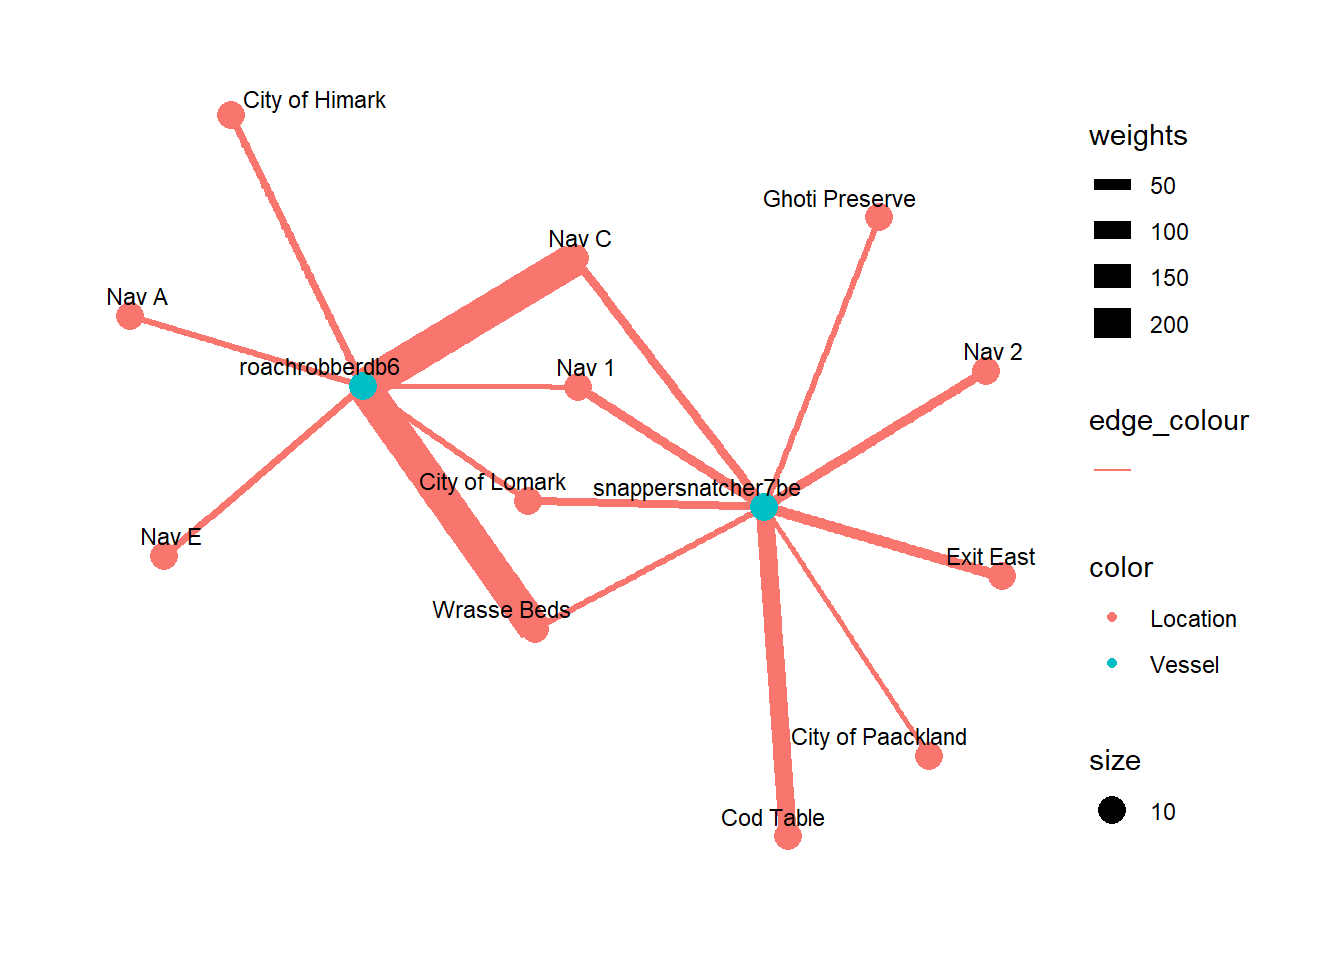 City of Himark
Ghoti Preserve
Nav C
Nav A
roachrobberdb6
Nav 1
Nav 2
City of Lomark
snappersnatcher7be
Nav E
Exit East
Wrasse Beds
City of Paackland
Cod Table
weights
50
100
150
200
edge_colour
color
Location
Vessel
size
10